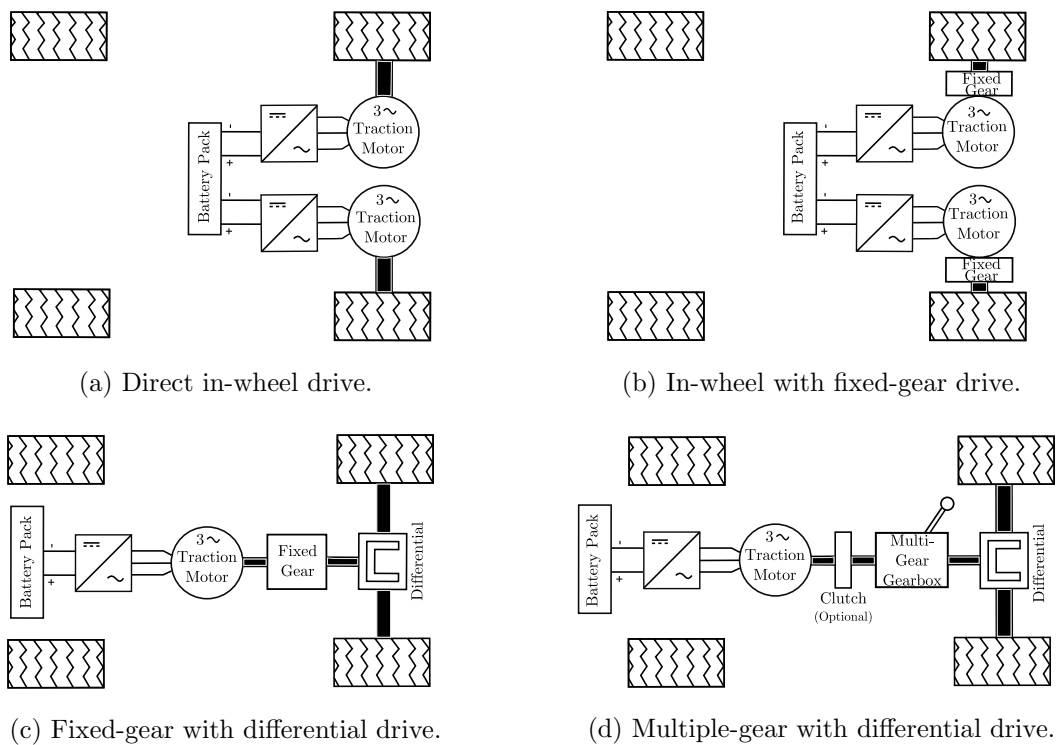 3~
Traction
Motor
Battery Pack
-
+
-
+
3~
Traction
Motor
(a) Direct in-wheel drive.
Fixed
Gear
3~
Traction
Motor
Battery Pack
-
+
-
+
3~
Traction
Motor
Fixed
Gear
(b) In-wheel with fixed-gear drive.
Battery Pack
-
+
3~
Traction
Motor
Fixed
Gear
Differential
(c) Fixed-gear with differential drive.
Battery Pack
-
+
3~
Traction
Motor
Clutch
(Optional)
Multi-
Gear
Gearbox
Differential
(d) Multiple-gear with differential drive.